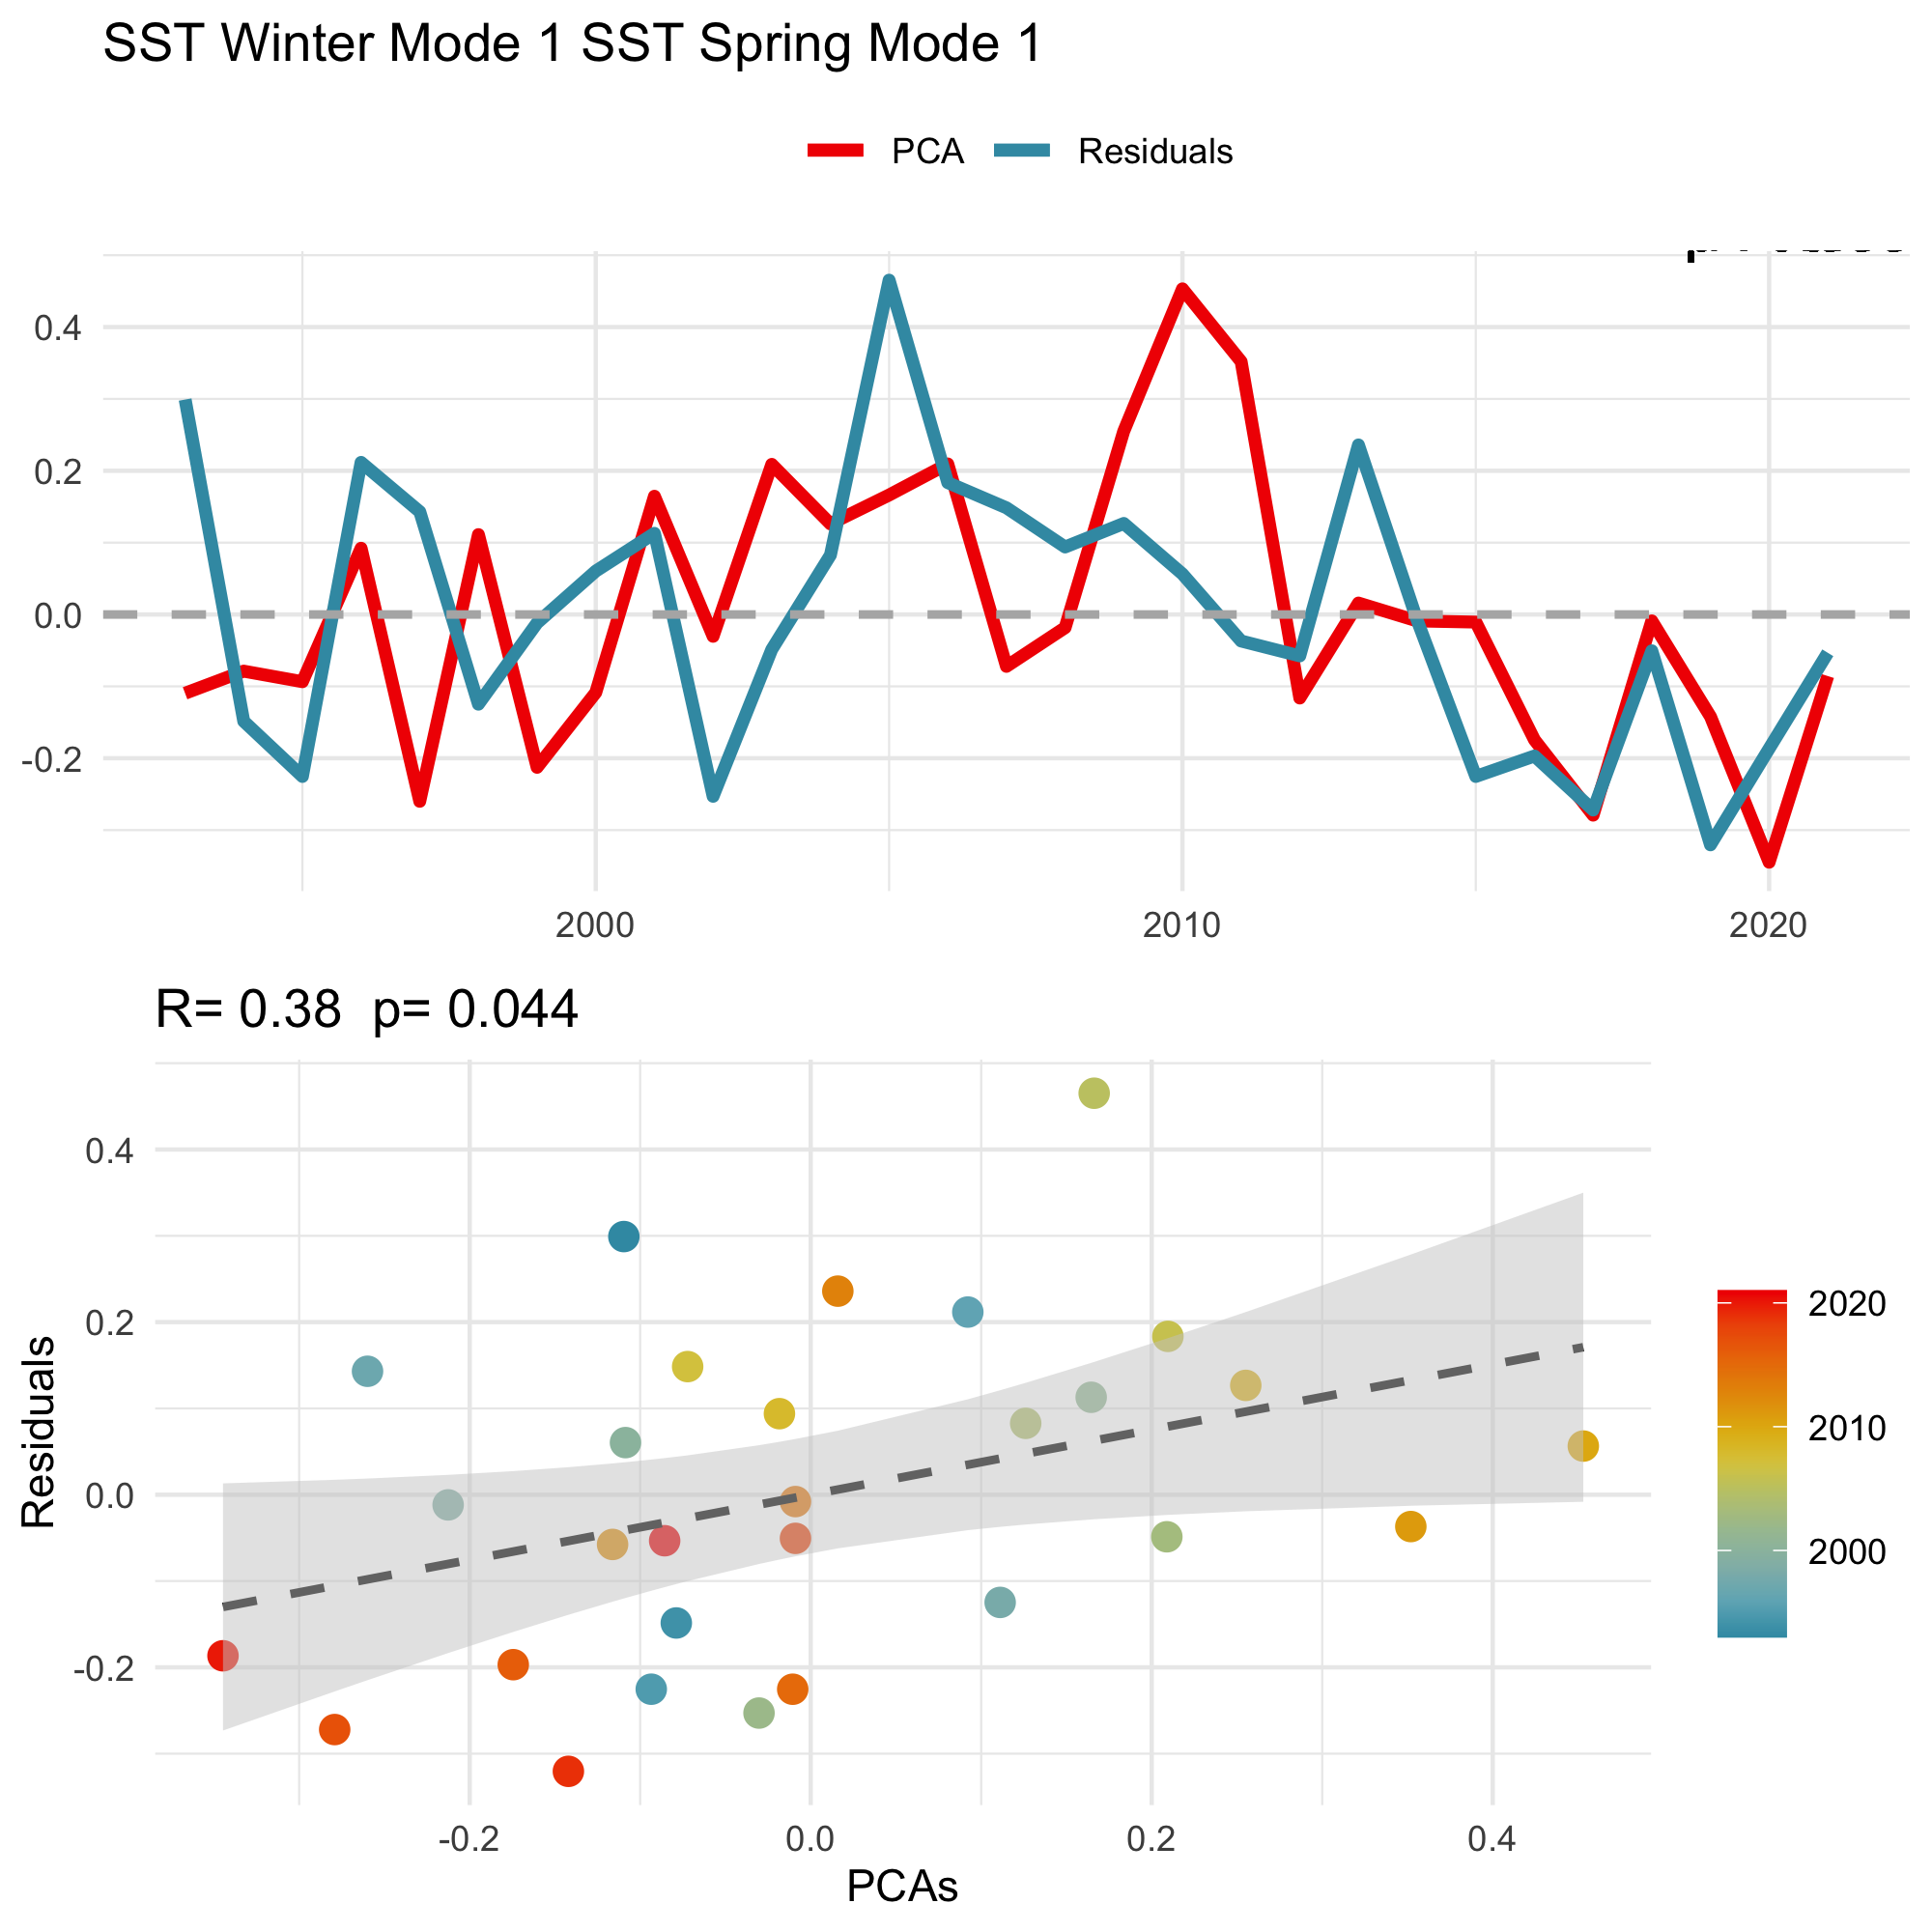 SST Winter Mode 1 SST Spring Mode 1
PCA Residuals
0.4
0.2
0.0
-0.2
2000 2010 2020
R= 0.38 p= 0.044
Residuals
0.4
0.2
0.0
-0.2
-0.2 0.0 0.2 0.4
PCAs
2020
2010
2000